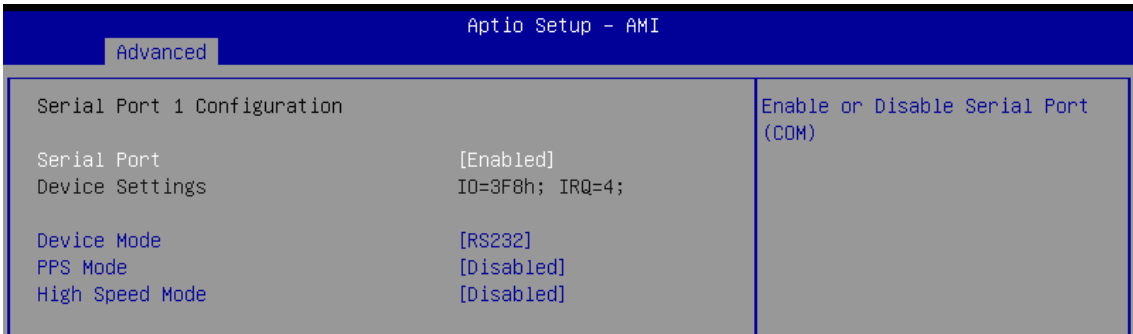 Aptio Setup – AMI
Advanced
Serial Port 1 Configuration
Serial Port [Enabled]
Device Settings IO=3F8h; IRQ=4;
Device Mode [RS232]
PPS Mode [Disabled]
High Speed Mode [Disabled]
Enable or Disable Serial Port
(COM)